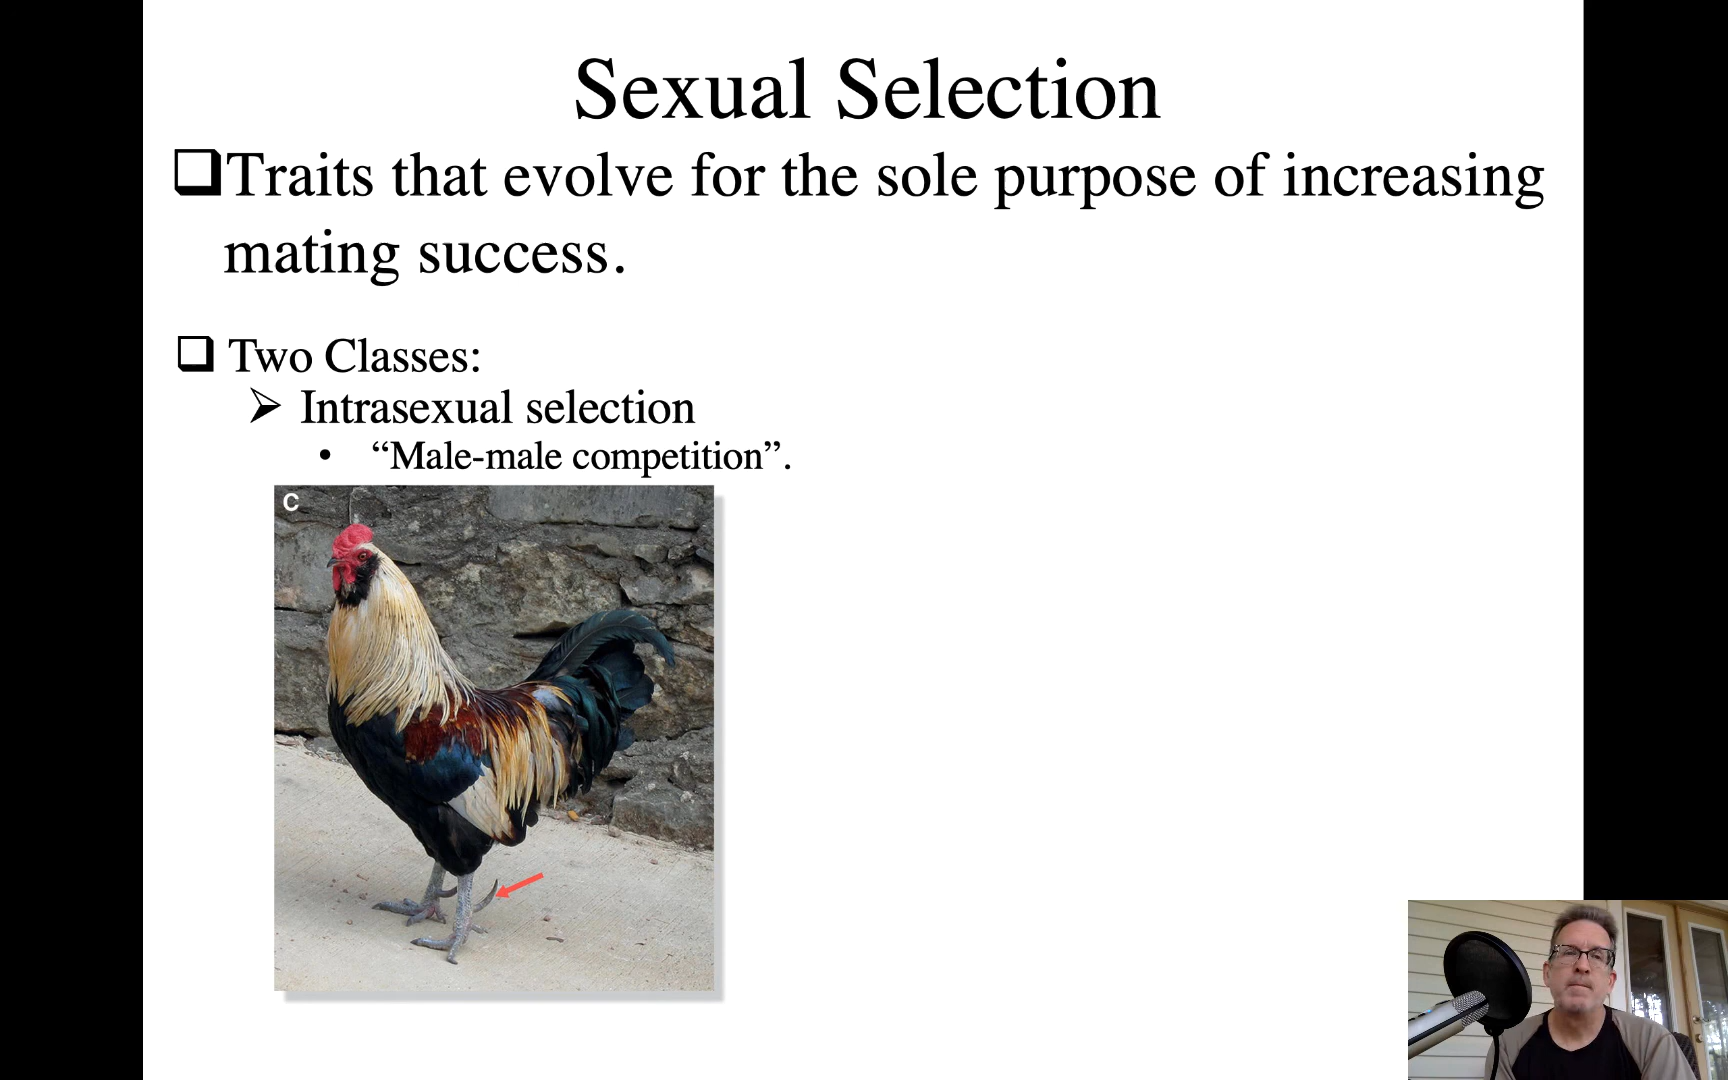 Sexual Selection
❑Traits that evolve for the sole purpose of increasing
mating success.
❑ Two Classes:
➢ Intrasexual selection
• “Male-male competition”.
C